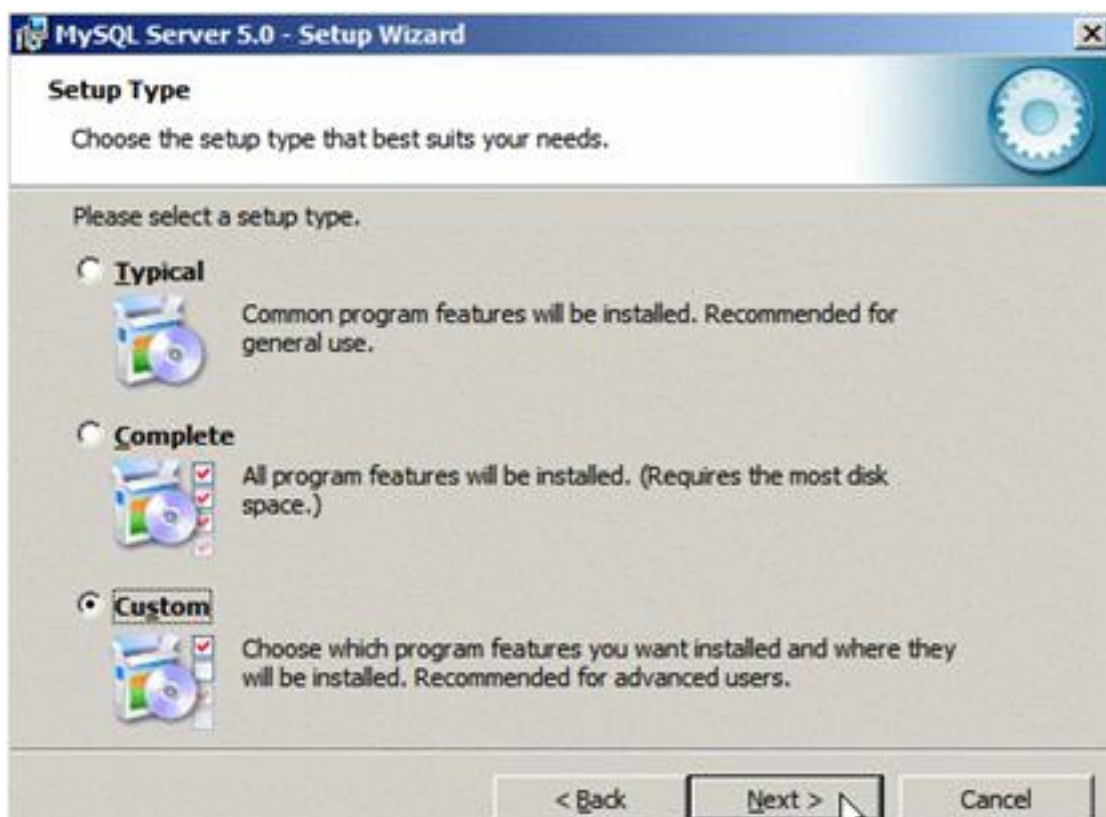 MySQL Server 5.0 - Setup Wizard
Setup Type
Choose the setup type that best suits your needs.
Please select a setup type.
Typical
Common program features will be installed. Recommended for
general use.
Complete
All program features will be installed. (Requires the most disk
space.)
Custom
Choose which program features you want installed and where they
will be installed. Recommended for advanced users.
< Back Next > Cancel